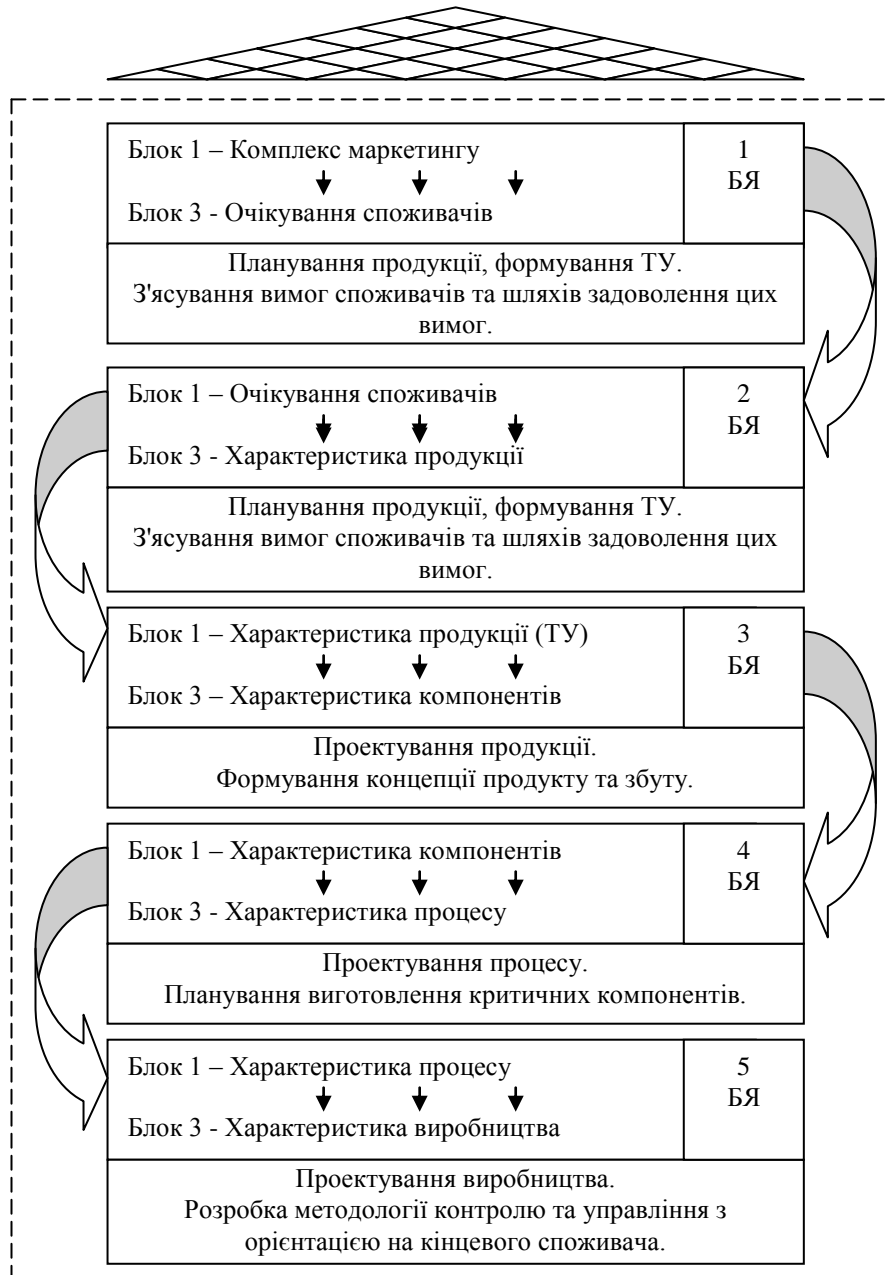 Блок 1 – Комплекс маркетингу
1
БЯ
Блок 3 - Очікування споживачів
Планування продукції, формування ТУ.
З'ясування вимог споживачів та шляхів задоволення цих
вимог.
Блок 1 – Очікування споживачів
2
БЯ
Блок 3 - Характеристика продукції
Планування продукції, формування ТУ.
З'ясування вимог споживачів та шляхів задоволення цих
вимог.
Блок 1 – Характеристика продукції (ТУ)
3
БЯ
Блок 3 – Характеристика компонентів
Проектування продукції.
Формування концепції продукту та збуту.
Блок 1 – Характеристика компонентів
4
БЯ
Блок 3 - Характеристика процесу
Проектування процесу.
Планування виготовлення критичних компонентів.
Блок 1 – Характеристика процесу
5
БЯ
Блок 3 - Характеристика виробництва
Проектування виробництва.
Розробка методології контролю та управління з
орієнтацією на кінцевого споживача.